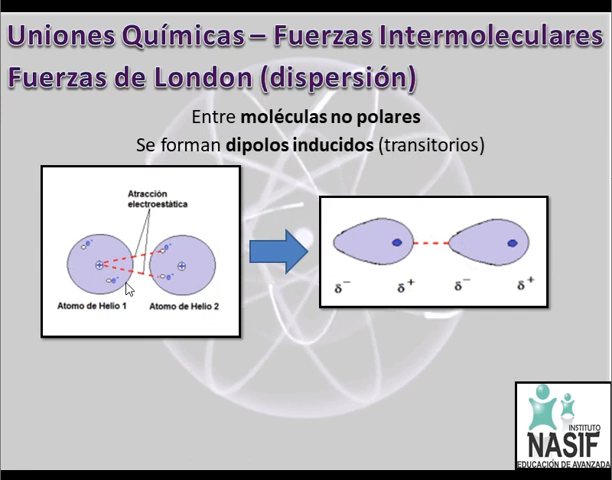 Uniones Químicas – Fuerzas Intermoleculares
Fuerzas de London (dispersión)
Entre moléculas no polares
Se forman dipolos inducidos (transitorios)
Atracción
electroestática
e⁻
e⁻
e⁻
e⁻
+
+
Atomo de Helio 1
Atomo de Helio 2
δ⁻
δ⁺
δ⁻
δ⁺
INSTITUTO
NASIF
EDUCACIÓN DE AVANZADA